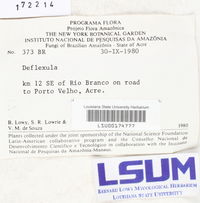 172214
PROGRAMA FLORA
Projeto Flora Amazônica
THE NEW YORK BOTANICAL GARDEN
INSTITUTO NACIONAL DE PESQUISAS DA AMAZÔNIA
Fungi of Brazilian Amazonia - State of Acre
No. 373 BR 30-IX-1980
Deflexula
km 12 SE of Rio Branco on road
to Porto Velho, Acre.
Louisiana State University Herbarium
LSU00174777
B. Lowy, S. R. Lowrie &
V. M. de Souza 1980
Plants collected under the joint sponsorship of the National Science Foundation
Latin-American collaborative program and the Conselho Nacional de
Desenvolvimento Científico e Tecnológico in collaboration with the Instituto
Nacional de Pesquisas da Amazônia-Manaus.
LSUM
BERNARD LOWY MYCOLOGICAL HERBARIUM
LOUISIANA STATE UNIVERSITY